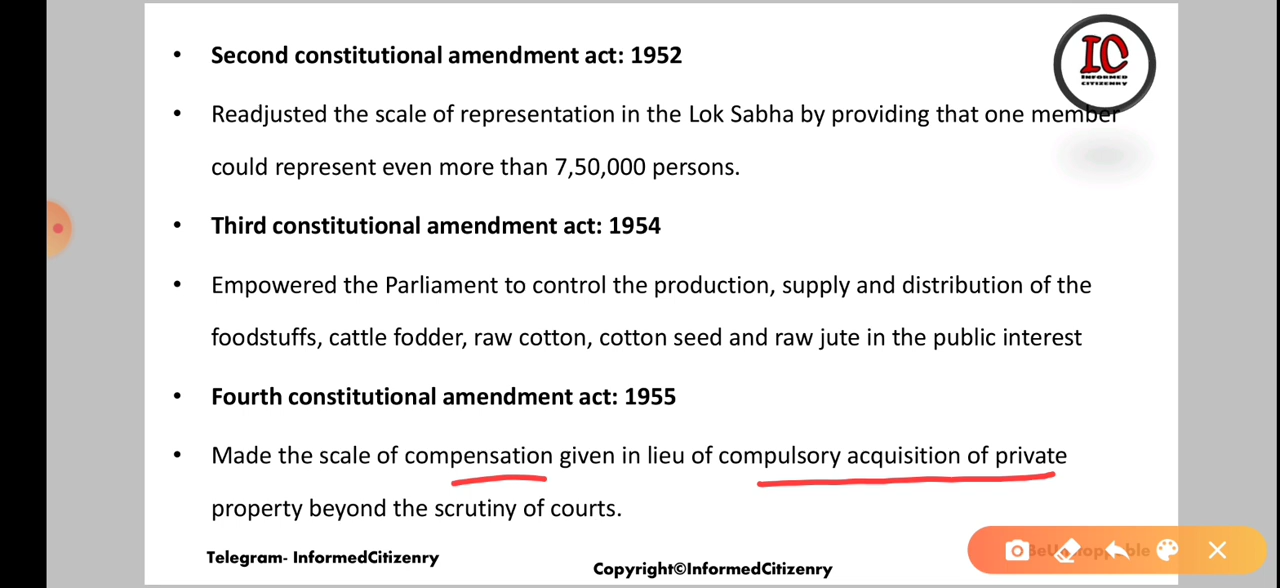 • Second constitutional amendment act: 1952
IC
INFORMED
CITIZENRY
• Readjusted the scale of representation in the Lok Sabha by providing that one member
could represent even more than 7,50,000 persons.
• Third constitutional amendment act: 1954
• Empowered the Parliament to control the production, supply and distribution of the
foodstuffs, cattle fodder, raw cotton, cotton seed and raw jute in the public interest
• Fourth constitutional amendment act: 1955
• Made the scale of compensation given in lieu of compulsory acquisition of private
property beyond the scrutiny of courts.
Telegram- InformedCitizenry
Copyright©InformedCitizenry